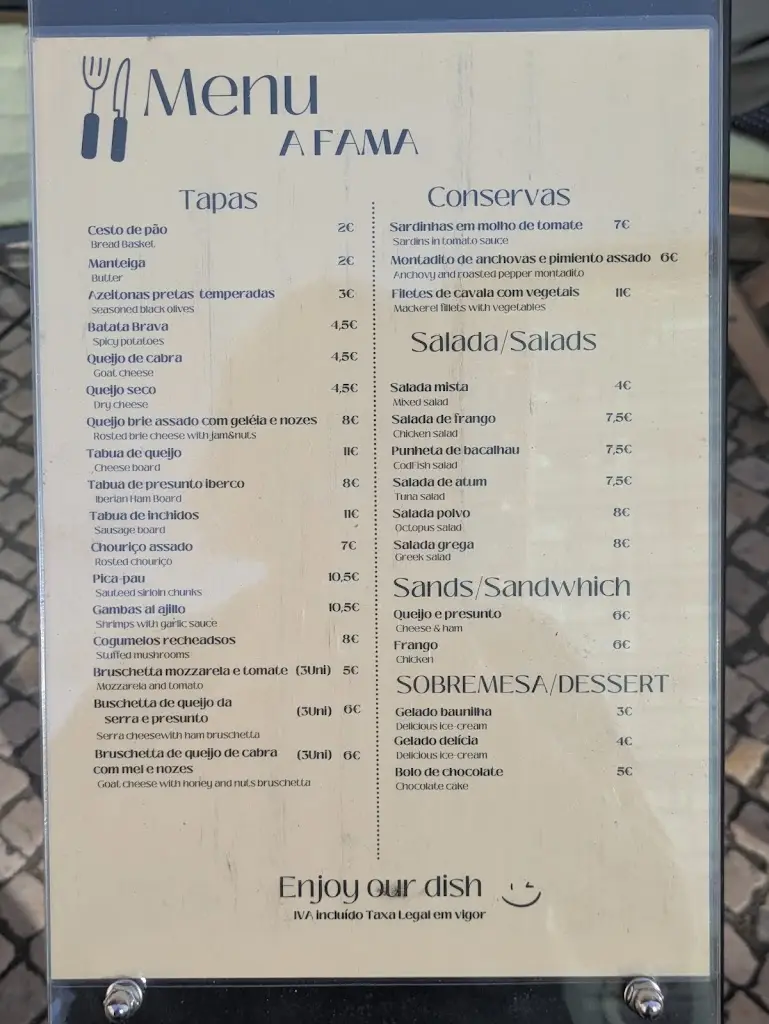 Menu
A FAMA
Tapas
Cesto de pão 2€
Bread Basket
Manteiga 2€
Butter
Azeitonas pretas temperadas 3€
seasoned black olives
Batata Brava 4,5€
Spicy potatoes
Queijo de cabra 4,5€
Goat cheese
Queijo seco 4,5€
Dry cheese
Queijo brie assado com geléia e nozes 8€
Rosted brie cheese with jam&nuts
Tabua de queijo 11€
Cheese board
Tabua de presunto iberco 8€
Iberian Ham Board
Tabua de inchidos 11€
Sausage board
Chouriço assado 7€
Rosted chouriço
Pica-pau 10,5€
Sauteed sirloin chunks
Gambas al ajillo 10,5€
Shrimps with garlic sauce
Cogumelos recheadsos 8€
Stuffed mushrooms
Bruschetta mozzarela e tomate (3Uni) 5€
Mozzarela and tomato
Buschetta de queijo da
serra e presunto (3Uni) 6€
Serra cheesewith ham bruschetta
Bruschetta de queijo de cabra (3Uni) 6€
com mel e nozes
Goat cheese with honey and nuts bruschetta
Conservas
Sardinhas em molho de tomate 7€
Sardins in tomato sauce
Montadito de anchovas e pimiento assado 6€
Anchovy and roasted pepper montadito
Filetes de cavala com vegetais 11€
Mackerel fillets with vegetables
Salada/Salads
Salada mista 4€
Mixed salad
Salada de frango 7,5€
Chicken salad
Punheta de bacalhau 7,5€
CodFish salad
Salada de atum 7,5€
Tuna salad
Salada polvo 8€
Octopus salad
Salada grega 8€
Greek salad
Sands/Sandwhich
Queijo e presunto 6€
Cheese & ham
Frango 6€
Chicken
SOBREMESA/DESSERT
Gelado baunilha 3€
Delicious ice-cream
Gelado delícia 4€
Delicious ice-cream
Bolo de chocolate 5€
Chocolate cake
Enjoy our dish
IVA incluído Taxa Legal em vigor